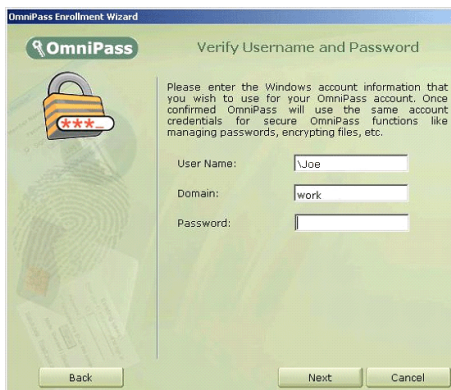 OmniPass Enrollment Wizard
OmniPass
Verify Username and Password
Please enter the Windows account information that
you wish to use for your OmniPass account. Once
confirmed OmniPass will use the same account
credentials for secure OmniPass functions like
managing passwords, encrypting files, etc.
***_
User Name:
\Joe
Domain:
work
Password:
Back
Next
Cancel